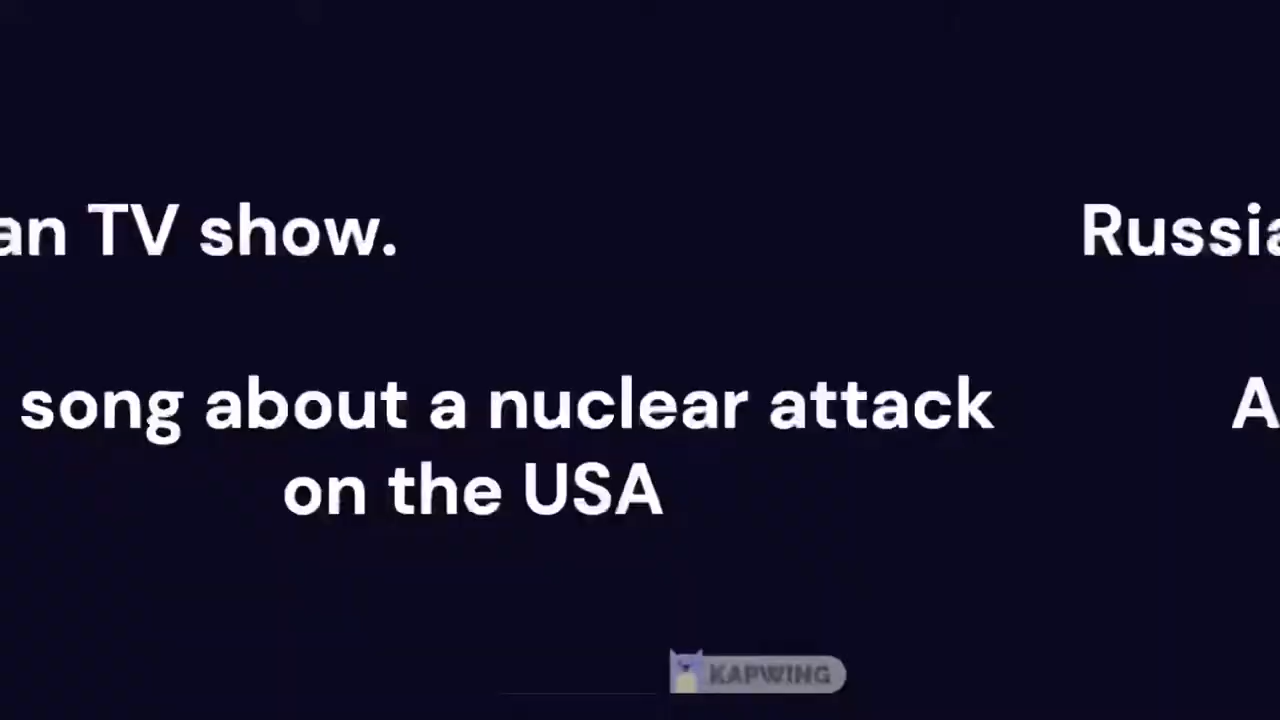 an TV show.
Russia
song about a nuclear attack
A
on the USA
KAPWING